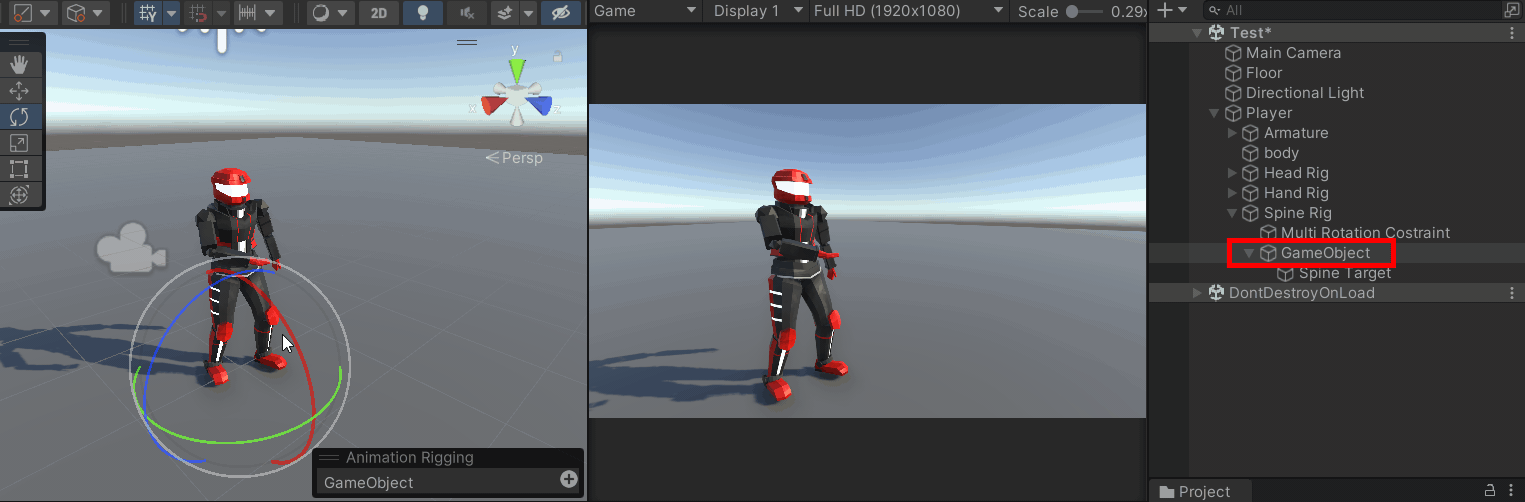 2D
Game
Display 1
Full HD (1920x1080)
Scale
0.29x
All
y
x
z
Persp
Test*
Main Camera
Floor
Directional Light
Player
Armature
body
Head Rig
Hand Rig
Spine Rig
Multi Rotation Costraint
GameObject
Spine Target
DontDestroyOnLoad
Animation Rigging
GameObject
Project